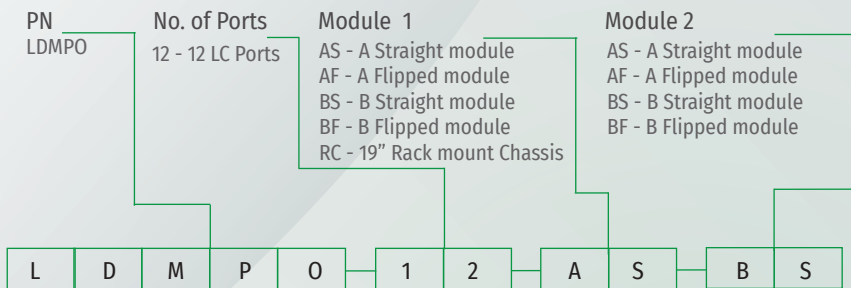 PN
LDMPO
No. of Ports
12 - 12 LC Ports
Module 1
AS - A Straight module
AF - A Flipped module
BS - B Straight module
BF - B Flipped module
RC - 19” Rack mount Chassis
Module 2
AS - A Straight module
AF - A Flipped module
BS - B Straight module
BF - B Flipped module
L D M P O 1 2 A S B S